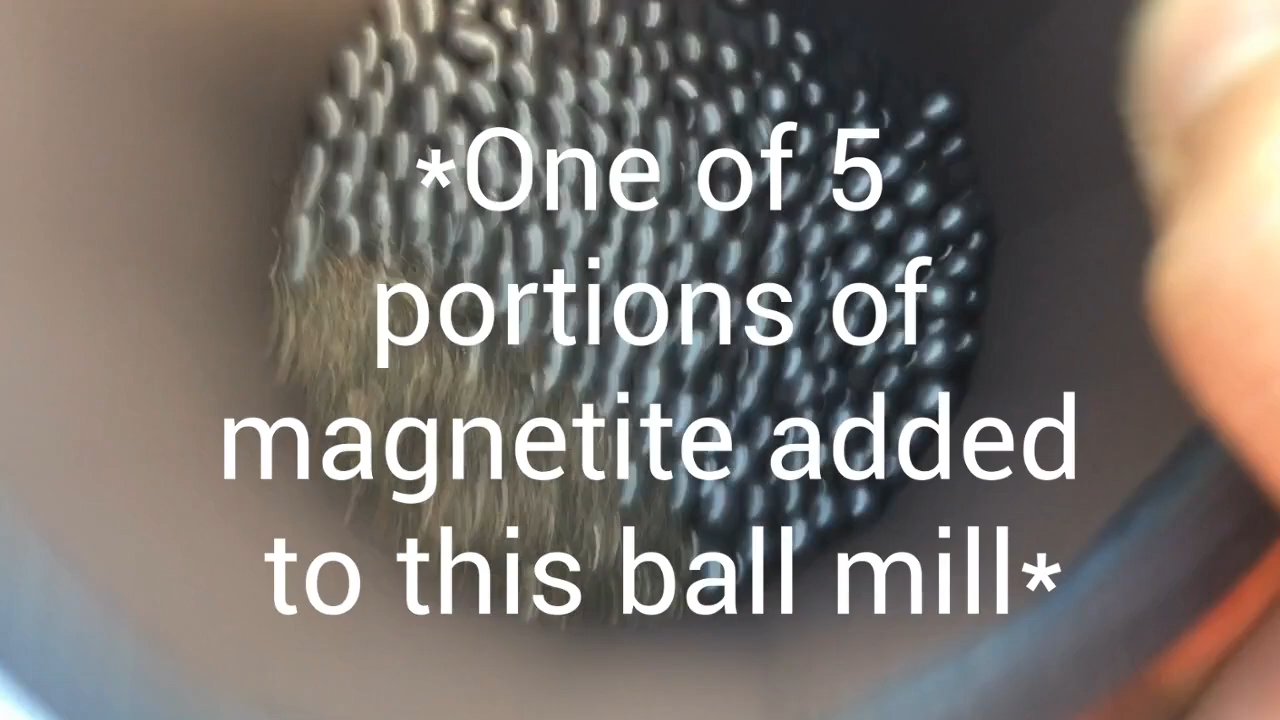 *One of 5
portions of
magnetite added
to this ball mill*